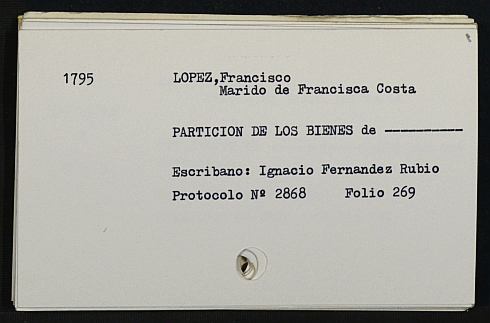 1795 LOPEZ,Francisco
Marido de Francisca Costa
PARTICION DE LOS BIENES de ----------
Escribano: Ignacio Fernandez Rubio
Protocolo Nº 2868 Folio 269